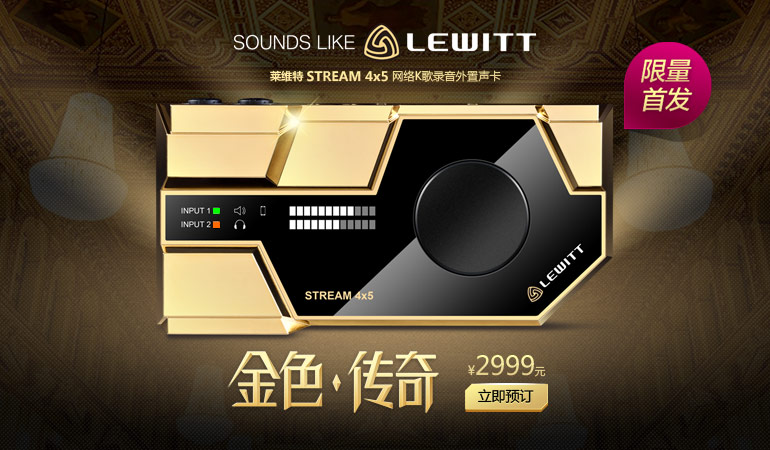 SOUNDS LIKE LEWITT
莱维特 STREAM 4x5 网络K歌录音外置声卡
限量
首发
INPUT 1
INPUT 2
STREAM 4x5
LEWITT
金色·传奇
¥2999元
立即预订